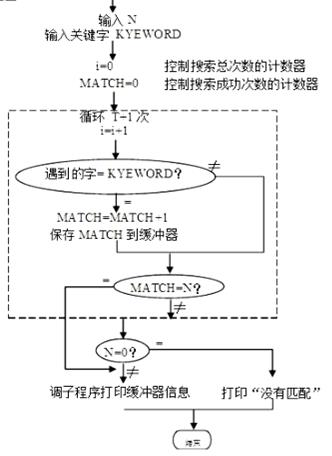 输入 N
输入关键字 KYEWORD
i=0 控制搜索总次数的计数器
MATCH=0 控制搜索成功次数的计数器
循环 T+1 次
i=i+1
遇到的字= KYEWORD?
≠
=
MATCH=MATCH+1
保存 MATCH 到缓冲器
MATCH=N?
=
≠
N=0?
=
≠
调子程序打印缓冲器信息 打印“没有匹配”
结束